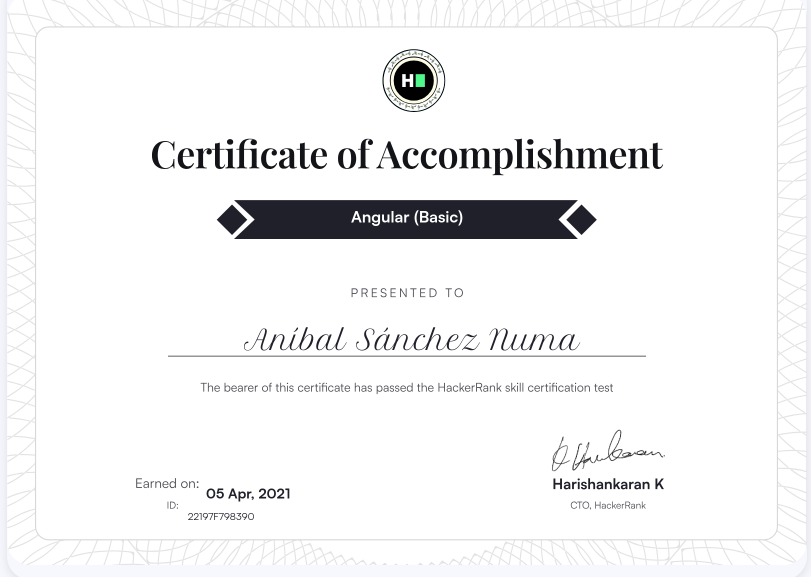 H
Certificate of Accomplishment
Angular (Basic)
PRESENTED TO
Aníbal Sánchez Numa
The bearer of this certificate has passed the HackerRank skill certification test
Earned on: 05 Apr, 2021
ID: 22197F798390
Harishankaran K
CTO, HackerRank